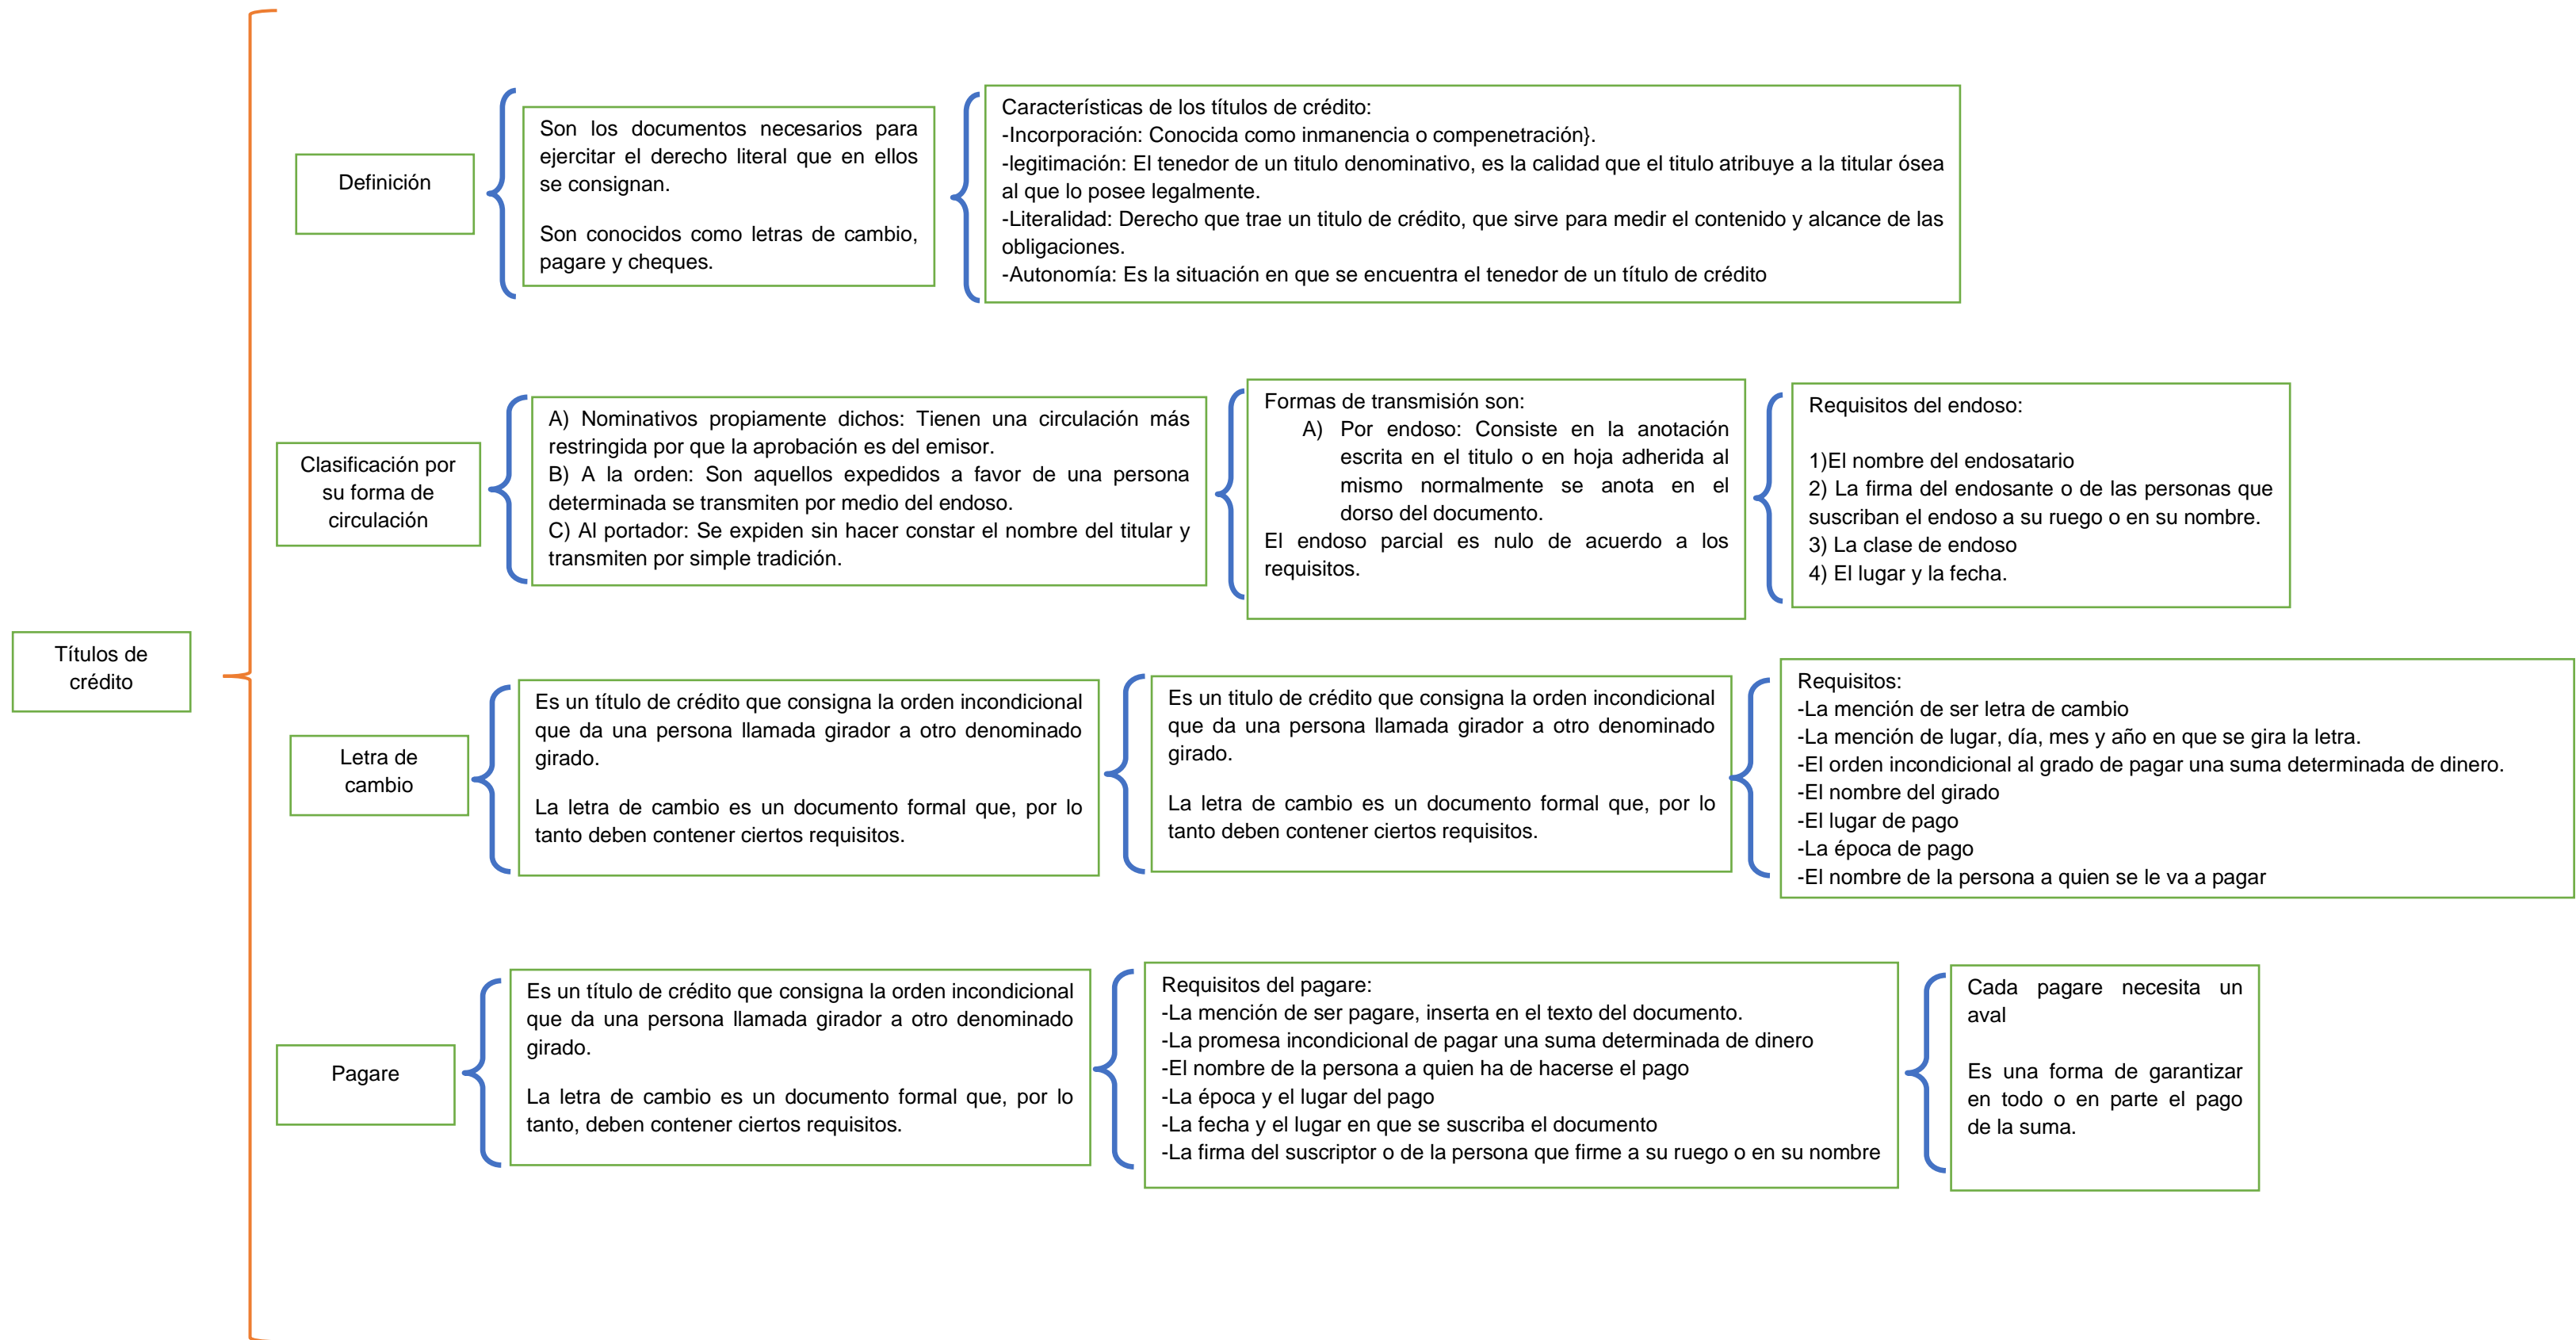 Títulos de
crédito
Definición
Son los documentos necesarios para
ejercitar el derecho literal que en ellos
se consignan.
Son conocidos como letras de cambio,
pagare y cheques.
Características de los títulos de crédito:
-Incorporación: Conocida como inmanencia o compenetración}.
-legitimación: El tenedor de un titulo denominativo, es la calidad que el titulo atribuye a la titular ósea
al que lo posee legalmente.
-Literalidad: Derecho que trae un titulo de crédito, que sirve para medir el contenido y alcance de las
obligaciones.
-Autonomía: Es la situación en que se encuentra el tenedor de un título de crédito
Clasificación por
su forma de
circulación
A) Nominativos propiamente dichos: Tienen una circulación más
restringida por que la aprobación es del emisor.
B) A la orden: Son aquellos expedidos a favor de una persona
determinada se transmiten por medio del endoso.
C) Al portador: Se expiden sin hacer constar el nombre del titular y
transmiten por simple tradición.
Formas de transmisión son:
A) Por endoso: Consiste en la anotación
escrita en el titulo o en hoja adherida al
mismo normalmente se anota en el
dorso del documento.
El endoso parcial es nulo de acuerdo a los
requisitos.
Requisitos del endoso:
1)El nombre del endosatario
2) La firma del endosante o de las personas que
suscriban el endoso a su ruego o en su nombre.
3) La clase de endoso
4) El lugar y la fecha.
Letra de
cambio
Es un título de crédito que consigna la orden incondicional
que da una persona llamada girador a otro denominado
girado.
La letra de cambio es un documento formal que, por lo
tanto deben contener ciertos requisitos.
Es un titulo de crédito que consigna la orden incondicional
que da una persona llamada girador a otro denominado
girado.
La letra de cambio es un documento formal que, por lo
tanto deben contener ciertos requisitos.
Requisitos:
-La mención de ser letra de cambio
-La mención de lugar, día, mes y año en que se gira la letra.
-El orden incondicional al grado de pagar una suma determinada de dinero.
-El nombre del girado
-El lugar de pago
-La época de pago
-El nombre de la persona a quien se le va a pagar
Pagare
Es un título de crédito que consigna la orden incondicional
que da una persona llamada girador a otro denominado
girado.
La letra de cambio es un documento formal que, por lo
tanto, deben contener ciertos requisitos.
Requisitos del pagare:
-La mención de ser pagare, inserta en el texto del documento.
-La promesa incondicional de pagar una suma determinada de dinero
-El nombre de la persona a quien ha de hacerse el pago
-La época y el lugar del pago
-La fecha y el lugar en que se suscriba el documento
-La firma del suscriptor o de la persona que firme a su ruego o en su nombre
Cada pagare necesita un
aval
Es una forma de garantizar
en todo o en parte el pago
de la suma.